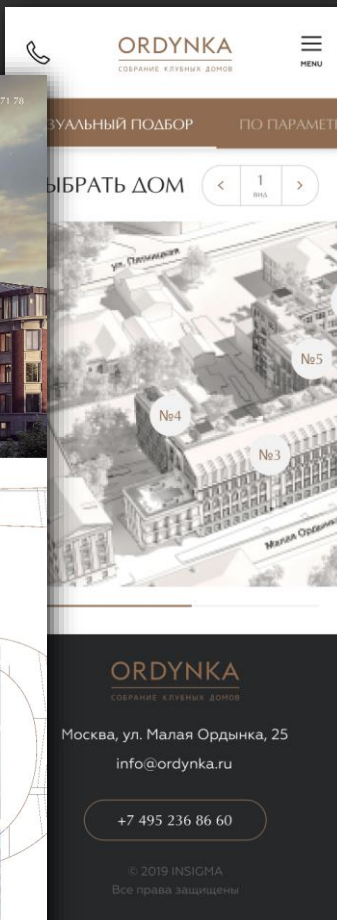 ORDYNKA
СОБРАНИЕ КЛУБНЫХ ДОМОВ
MENU
71 78
ЗУАЛЬНЫЙ ПОДБОР
ПО ПАРАМЕТР
ЫБРАТЬ ДОМ
< 1 >
ВИД
ул. Пятницкая
№5
№4
№3
Малая Ордынка
ORDYNKA
СОБРАНИЕ КЛУБНЫХ ДОМОВ
Москва, ул. Малая Ордынка, 25
info@ordynka.ru
+7 495 236 86 60
© 2019 INSIGMA
Все права защищены